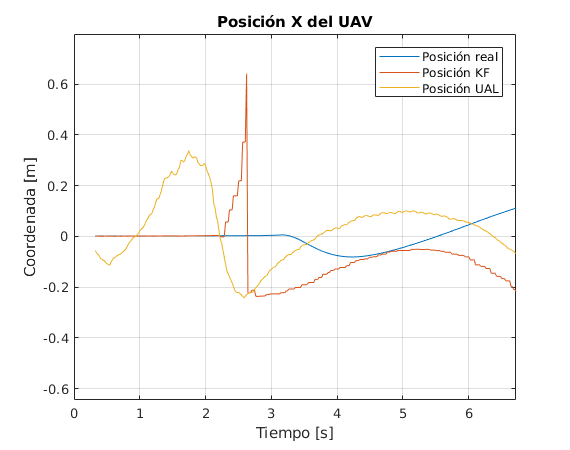 Posición X del UAV
Posición real
Posición KF
Posición UAL
Coordenada [m]
0.6
0.4
0.2
0
-0.2
-0.4
-0.6
0 1 2 3 4 5 6
Tiempo [s]